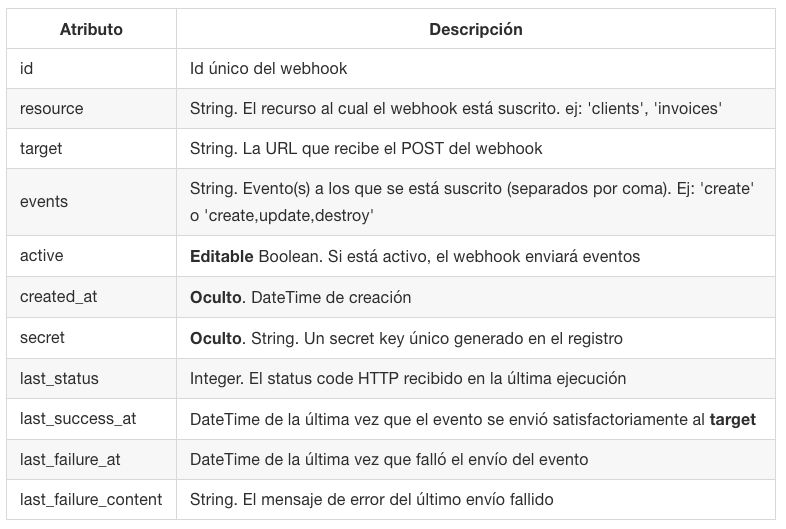 Atributo Descripción
id Id único del webhook
resource String. El recurso al cual el webhook está suscrito. ej: 'clients', 'invoices'
target String. La URL que recibe el POST del webhook
events String. Evento(s) a los que se está suscrito (separados por coma). Ej: 'create'
o 'create,update,destroy'
active Editable Boolean. Si está activo, el webhook enviará eventos
created_at Oculto. DateTime de creación
secret Oculto. String. Un secret key único generado en el registro
last_status Integer. El status code HTTP recibido en la última ejecución
last_success_at DateTime de la última vez que el evento se envió satisfactoriamente al target
last_failure_at DateTime de la última vez que falló el envío del evento
last_failure_content String. El mensaje de error del último envío fallido